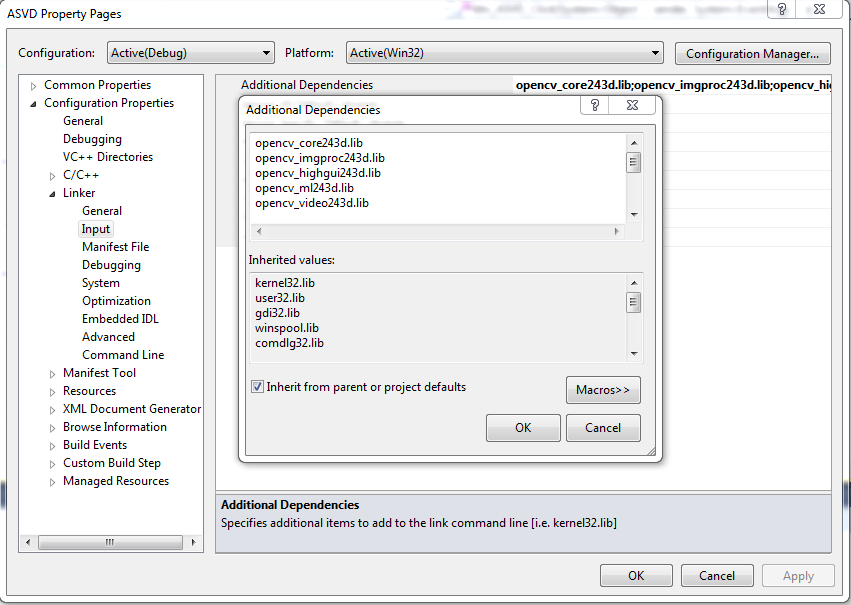 ASVD Property Pages
Configuration: Active(Debug) Platform: Active(Win32) Configuration Manager...
Common Properties
Configuration Properties
General
Debugging
VC++ Directories
C/C++
Linker
General
Input
Manifest File
Debugging
System
Optimization
Embedded IDL
Advanced
Command Line
Manifest Tool
Resources
XML Document Generator
Browse Information
Build Events
Custom Build Step
Managed Resources
Additional Dependencies opencv_core243d.lib;opencv_imgproc243d.lib;opencv_hi
Additional Dependencies
opencv_core243d.lib
opencv_imgproc243d.lib
opencv_highgui243d.lib
opencv_ml243d.lib
opencv_video243d.lib
Inherited values:
kernel32.lib
user32.lib
gdi32.lib
winspool.lib
comdlg32.lib
Inherit from parent or project defaults
Macros>>
OK Cancel
Additional Dependencies
Specifies additional items to add to the link command line [i.e. kernel32.lib]
OK Cancel Apply